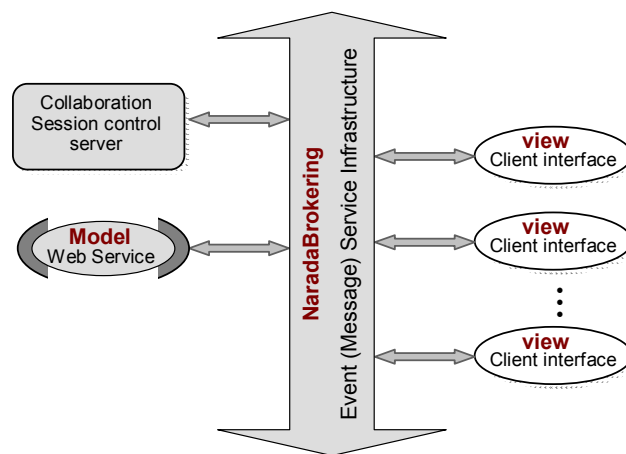 Collaboration
Session control
server
Model
Web Service
NaradaBrokering
Event (Message) Service Infrastructure
view
Client interface
view
Client interface
view
Client interface